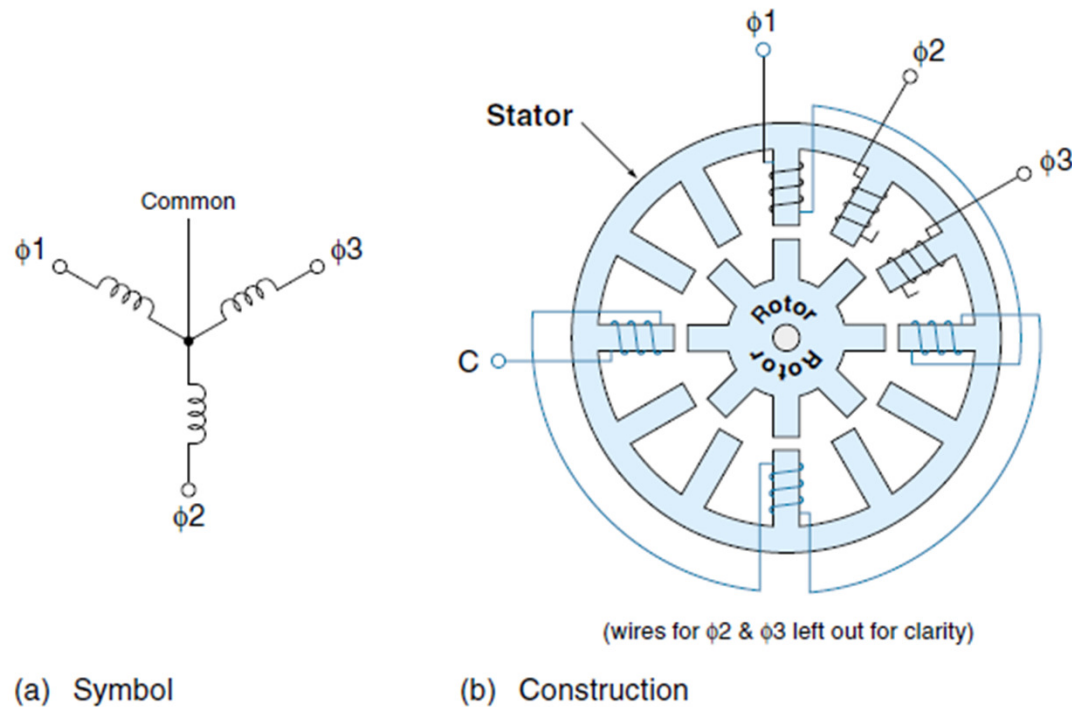 Common
ϕ1
ϕ3
ϕ2
(a) Symbol
ϕ1
ϕ2
ϕ3
Stator
Rotor
Rotor
C
(wires for ϕ2 & ϕ3 left out for clarity)
(b) Construction